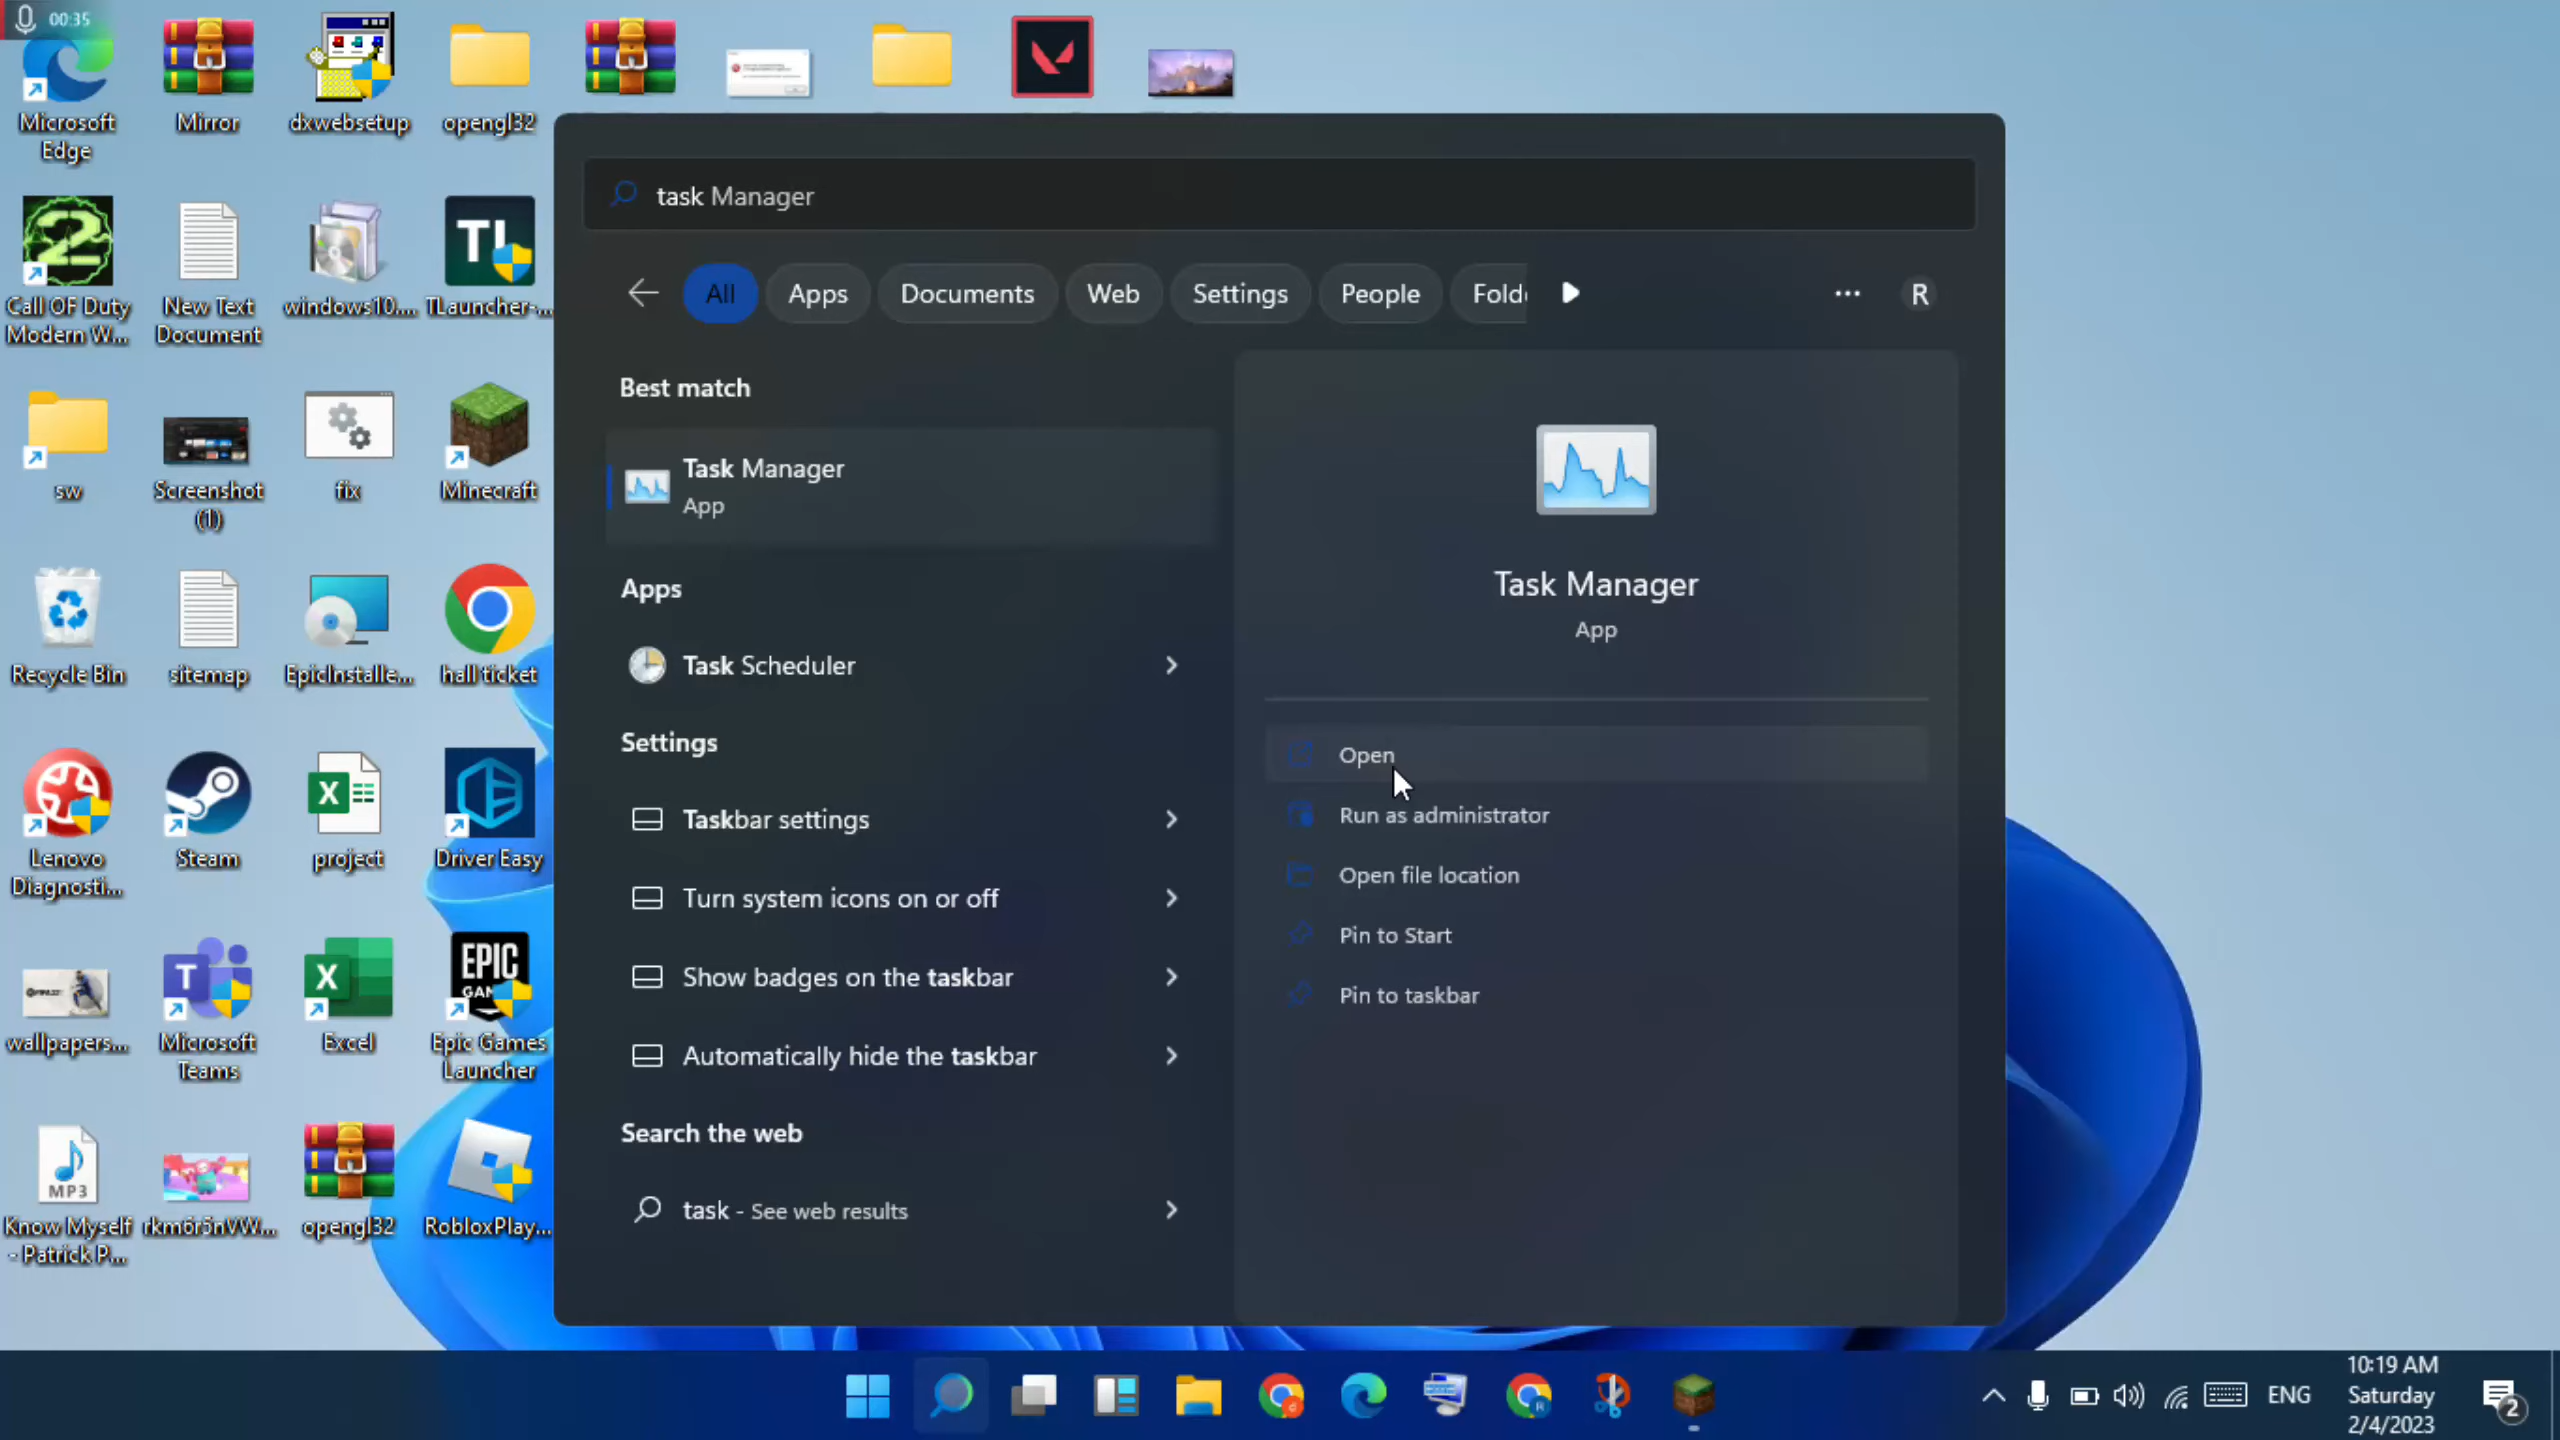 00:35
Microsoft
Edge
Mirror
dxwebsetup
opengl32
task Manager
Call OF Duty
Modern W...
New Text
Document
windows10....
TLauncher-...
All
Apps
Documents
Web
Settings
People
Folde
R
sw
Screenshot
(1)
fix
Minecraft
Best match
Task Manager
App
Task Manager
App
Recycle Bin
sitemap
EpicInstalle...
hall ticket
Apps
Task Scheduler
Settings
Taskbar settings
Turn system icons on or off
Show badges on the taskbar
Automatically hide the taskbar
Search the web
task - See web results
Open
Run as administrator
Open file location
Pin to Start
Pin to taskbar
Lenovo
Diagnosti...
Steam
project
Driver Easy
wallpapers...
Microsoft
Teams
Excel
EPIC
GAM
Epic Games
Launcher
MP3
Know Myself
- Patrick P...
opengl32
RobloxPlay...
ENG
10:19 AM
Saturday
2/4/2023
2